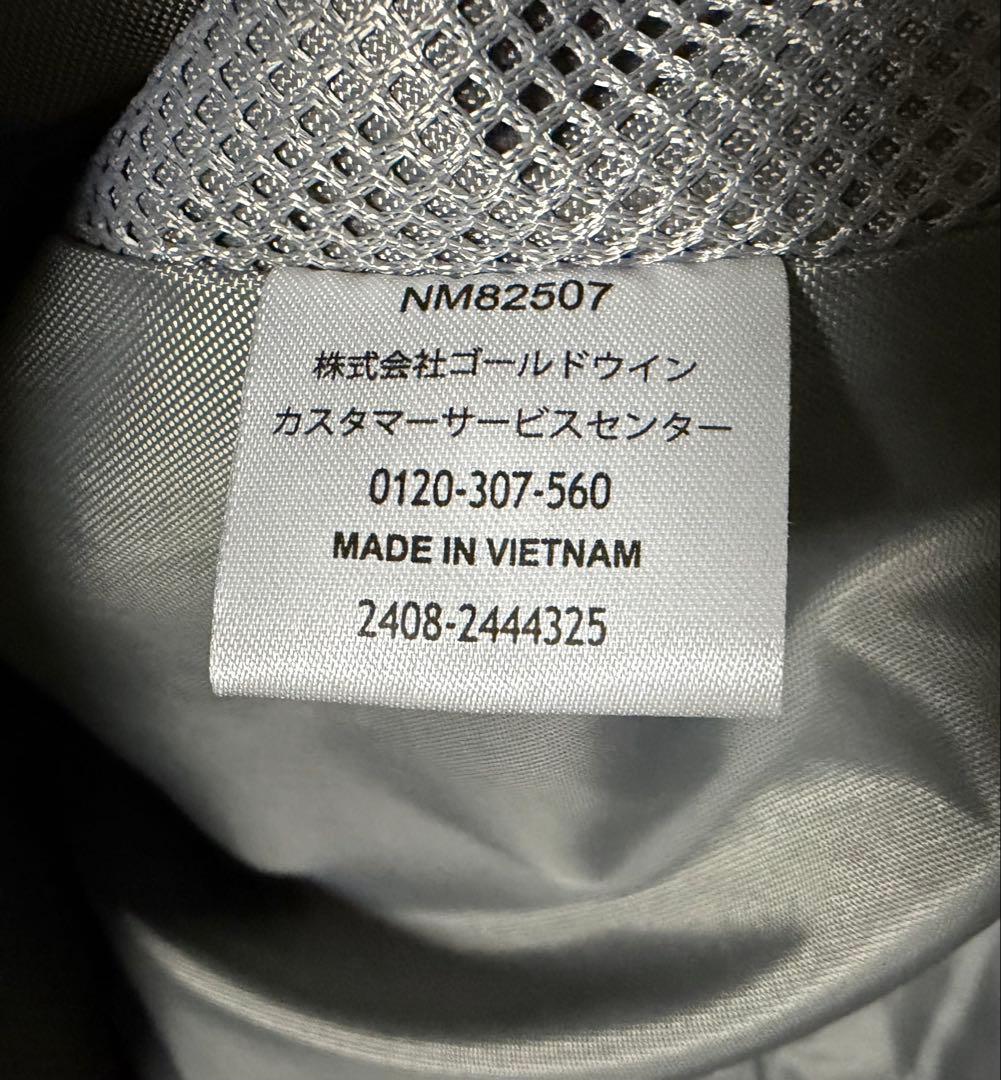 NM82507
株式会社ゴールドウイン
カスタマーサービスセンター
0120-307-560
MADE IN VIETNAM
2408-2444325